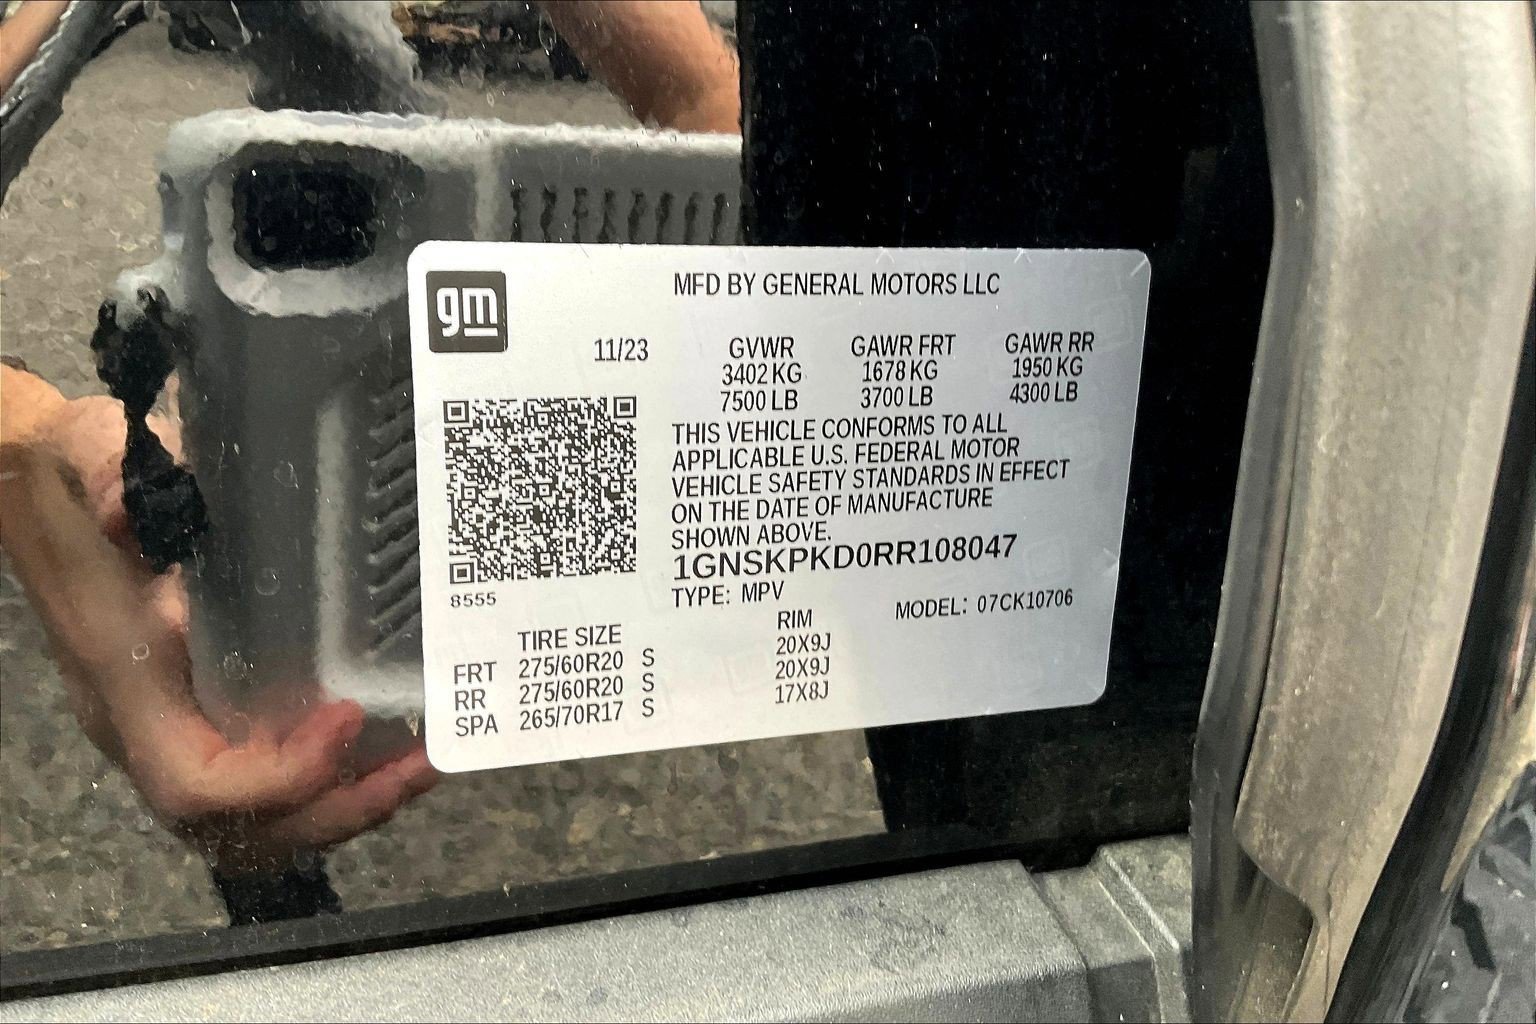 gm
MFD BY GENERAL MOTORS LLC
11/23
GVWR GAWR FRT GAWR RR
3402 KG 1678 KG 1950 KG
7500 LB 3700 LB 4300 LB
THIS VEHICLE CONFORMS TO ALL
APPLICABLE U.S. FEDERAL MOTOR
VEHICLE SAFETY STANDARDS IN EFFECT
ON THE DATE OF MANUFACTURE
SHOWN ABOVE.
1GNSKPKD0RR108047
8555
TYPE: MPV MODEL: 07CK10706
TIRE SIZE RIM
FRT 275/60R20 S 20X9J
RR 275/60R20 S 20X9J
SPA 265/70R17 S 17X8J